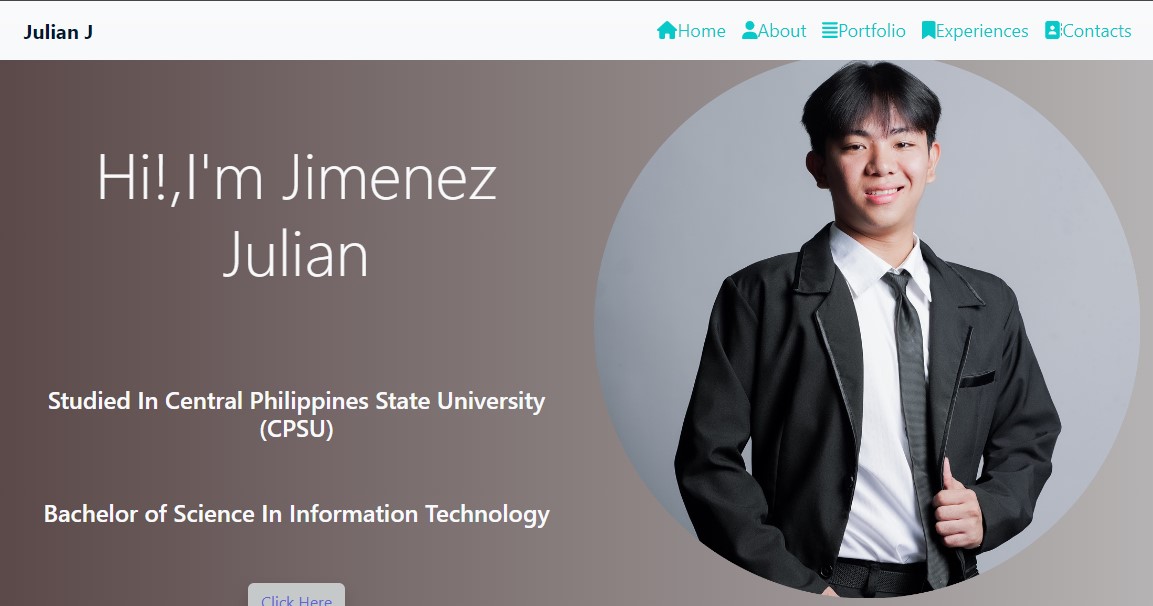 Julian J
Home About Portfolio Experiences Contacts
Hi!,I'm Jimenez
Julian
Studied In Central Philippines State University
(CPSU)
Bachelor of Science In Information Technology
Click Here